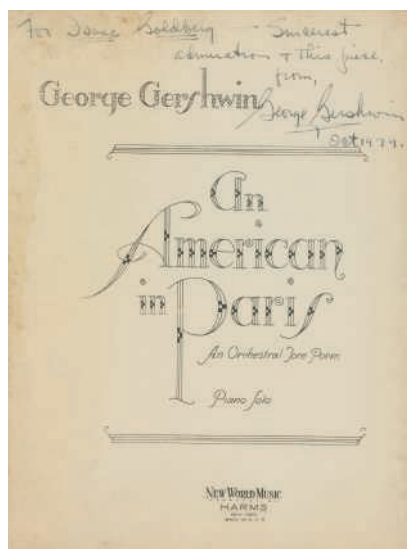 For Isaac Goldberg - Sincerest
admiration & this piece,
from,
George Gershwin
George Gershwin
Oct 1929.
An
American
in Paris
An Orchestral Tone Poem
Piano Solo
NEW WORLD MUSIC
HARMS